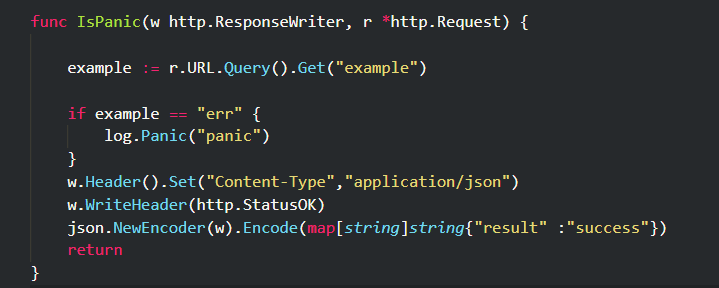 func IsPanic(w http.ResponseWriter, r *http.Request) {
example := r.URL.Query().Get("example")
if example == "err" {
log.Panic("panic")
}
w.Header().Set("Content-Type","application/json")
w.WriteHeader(http.StatusOK)
json.NewEncoder(w).Encode(map[string]string{"result" :"success"})
return
}